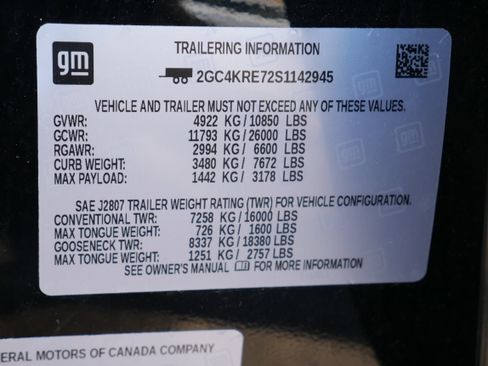 gm
TRAILERING INFORMATION
2GC4KRE72S1142945
VEHICLE AND TRAILER MUST NOT EXCEED ANY OF THESE VALUES.
GVWR: 4922 KG / 10850 LBS
GCWR: 11793 KG / 26000 LBS
RGAWR: 2994 KG / 6600 LBS
CURB WEIGHT: 3480 KG / 7672 LBS
MAX PAYLOAD: 1442 KG / 3178 LBS
SAE J2807 TRAILER WEIGHT RATING (TWR) FOR VEHICLE CONFIGURATION.
CONVENTIONAL TWR: 7258 KG / 16000 LBS
MAX TONGUE WEIGHT: 726 KG / 1600 LBS
GOOSENECK TWR: 8337 KG / 18380 LBS
MAX TONGUE WEIGHT: 1251 KG / 2757 LBS
SEE OWNER'S MANUAL FOR MORE INFORMATION
ERAL MOTORS OF CANADA COMPANY